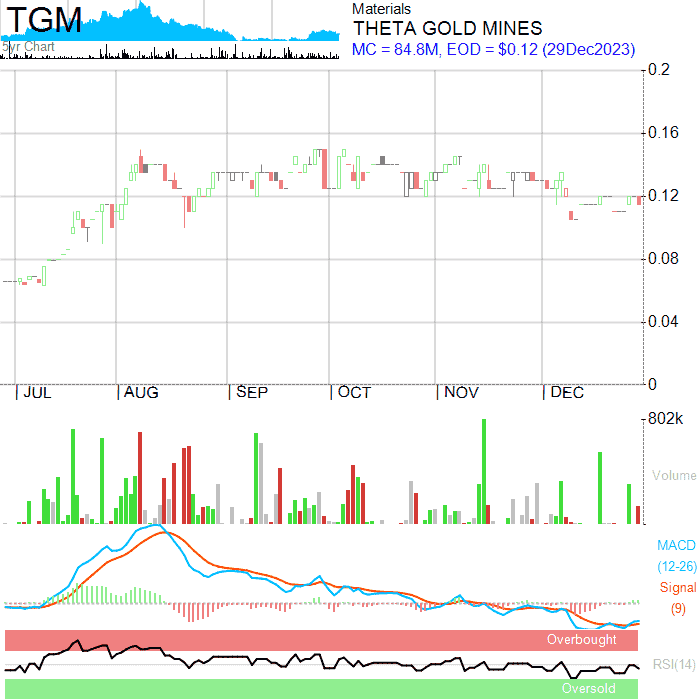 TGM
5yr Chart
Materials
THETA GOLD MINES
MC = 84.8M, EOD = $0.12 (29Dec2023)
0.2
0.16
0.12
0.08
0.04
0
JUL AUG SEP OCT NOV DEC
802k
Volume
MACD
(12-26)
Signal
(9)
Overbought
RSI(14)
Oversold